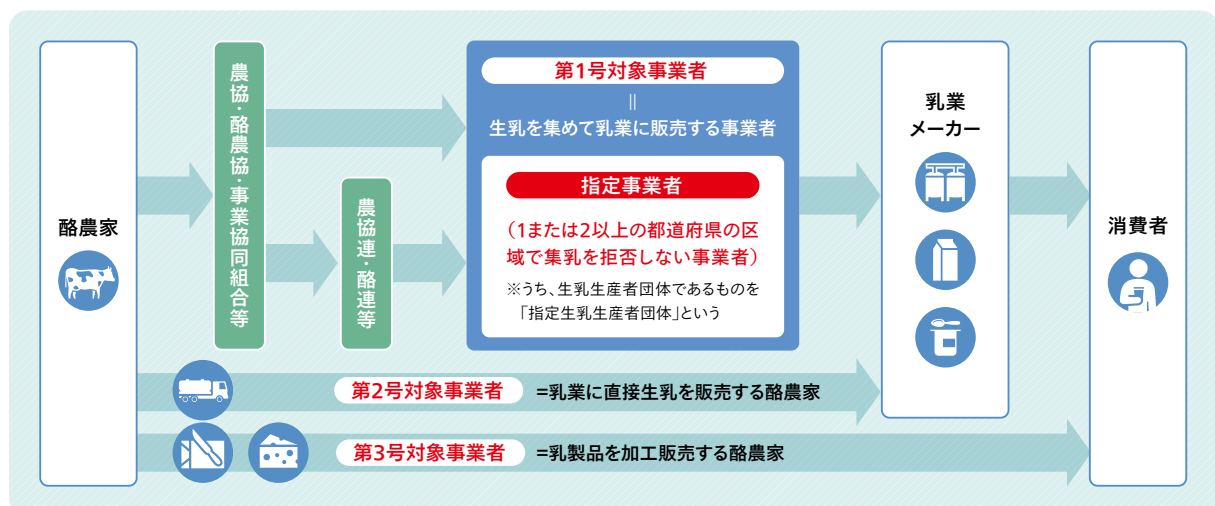 酪農家
農協・酪農協・事業協同組合等
農協連・酪連等
第1号対象事業者
＝
生乳を集めて乳業に販売する事業者
指定事業者
（1または2以上の都道府県の区
域で集乳を拒否しない事業者）
※うち、生乳生産者団体であるものを
「指定生乳生産者団体」という
乳業
メーカー
消費者
第2号対象事業者 =乳業に直接生乳を販売する酪農家
第3号対象事業者 =乳製品を加工販売する酪農家